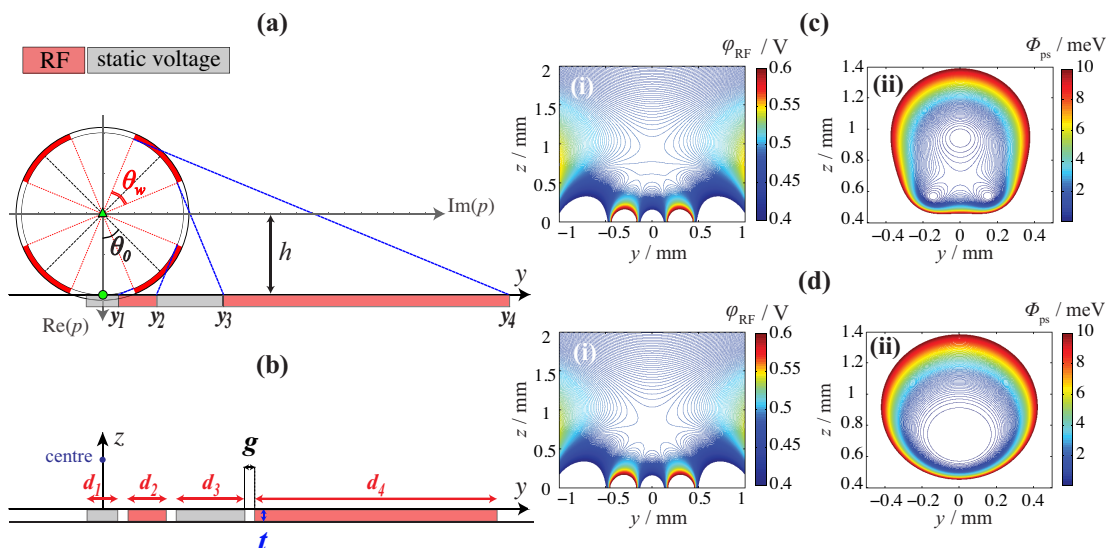 (a)
RF static voltage
θw
θ0
h
Im(p)
Re(p)
y
y1 y2 y3 y4
(b)
z
centre
g
d1 d2 d3 d4
y
t
(c)
(i)
φRF / V
z / mm
2
1.5
1
0.5
0
−1 −0.5 0 0.5 1
y / mm
0.6
0.55
0.5
0.45
0.4
(ii)
Φps / meV
z / mm
1.4
1.2
1
0.8
0.6
0.4
−0.4 −0.2 0 0.2 0.4
y / mm
10
8
6
4
2
(d)
(i)
φRF / V
z / mm
2
1.5
1
0.5
0
−1 −0.5 0 0.5 1
y / mm
0.6
0.55
0.5
0.45
0.4
(ii)
Φps / meV
z / mm
1.4
1.2
1
0.8
0.6
0.4
−0.4 −0.2 0 0.2 0.4
y / mm
10
8
6
4
2